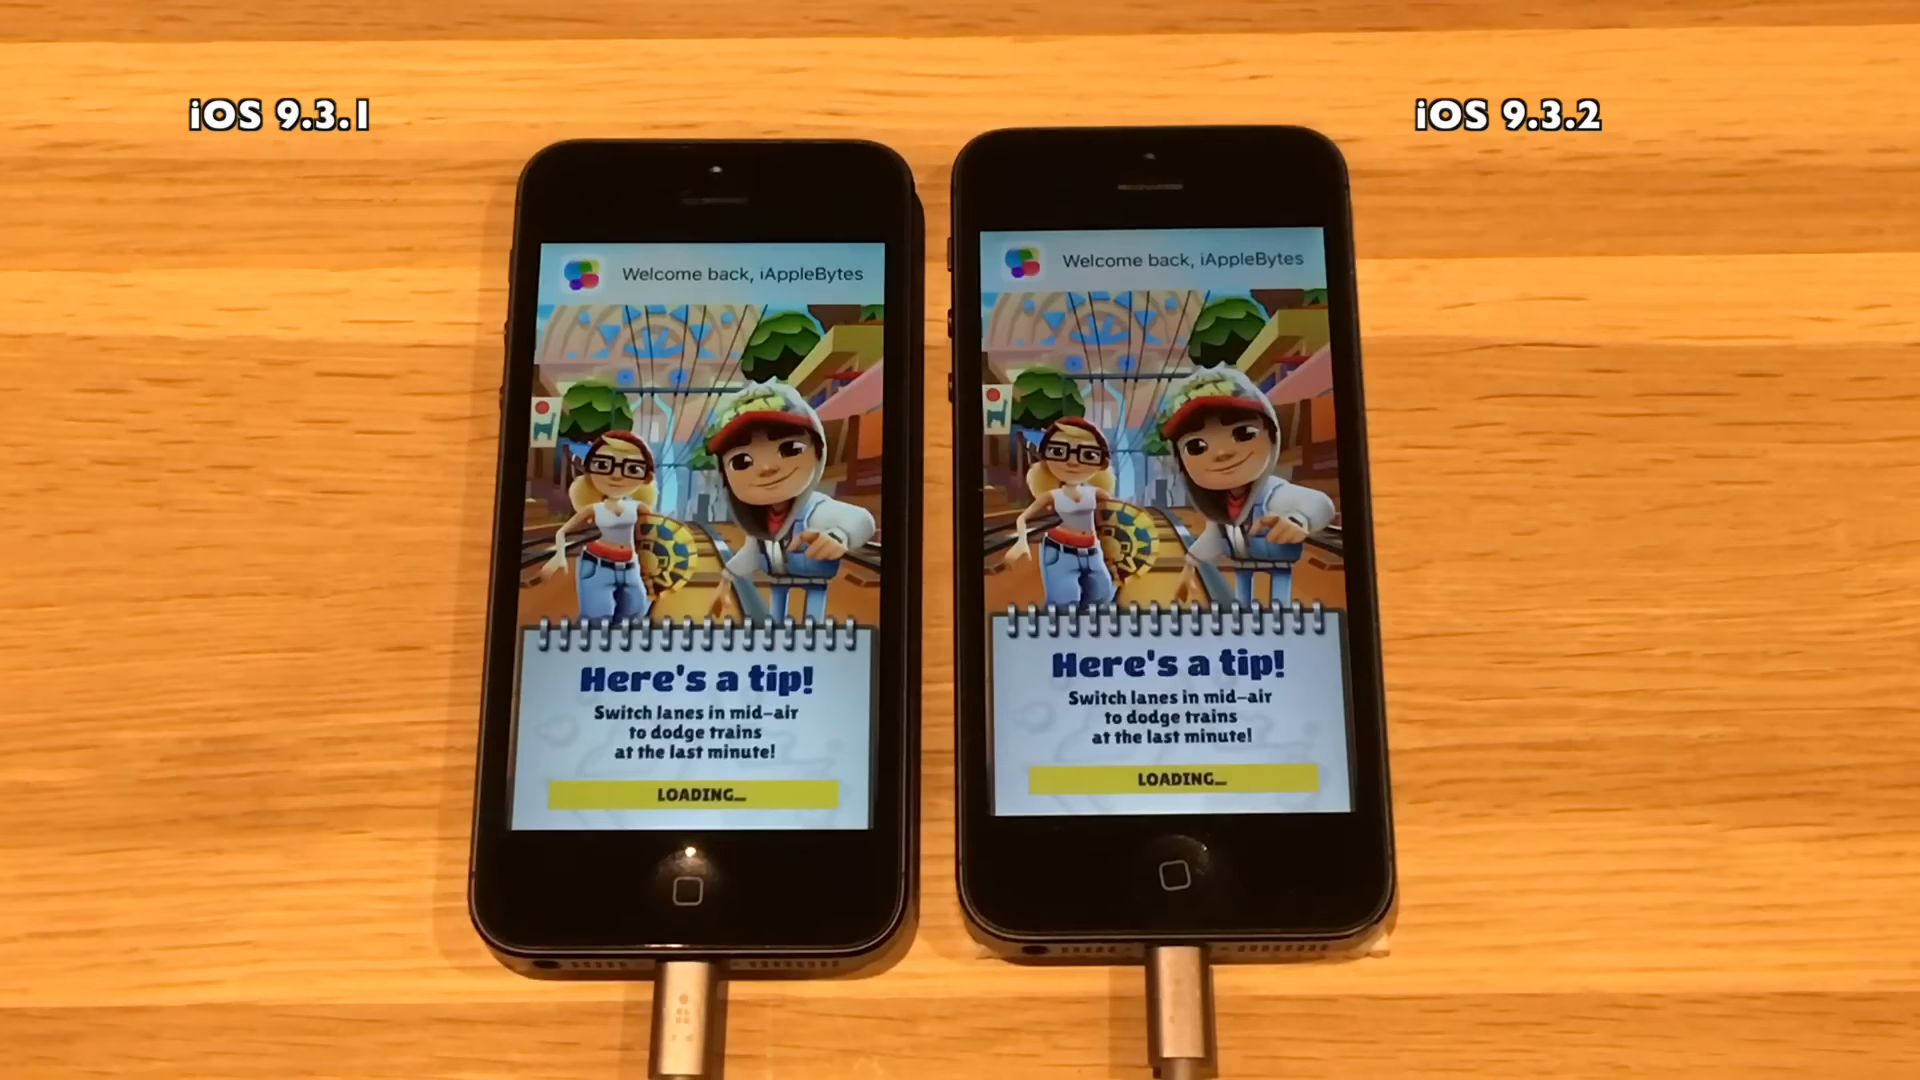 iOS 9.3.1
iOS 9.3.2
Welcome back, iAppleBytes
Here's a tip!
Switch lanes in mid-air
to dodge trains
at the last minute!
LOADING...
Welcome back, iAppleBytes
Here's a tip!
Switch lanes in mid-air
to dodge trains
at the last minute!
LOADING...